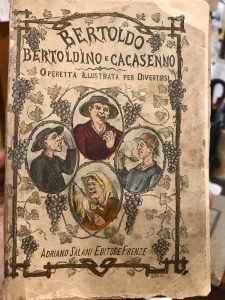 BERTOLDO
BERTOLDINO E CACASENNO
OPERETTA ILLUSTRATA PER DIVERTIRSI
ADRIANO SALANI EDITORE FIRENZE